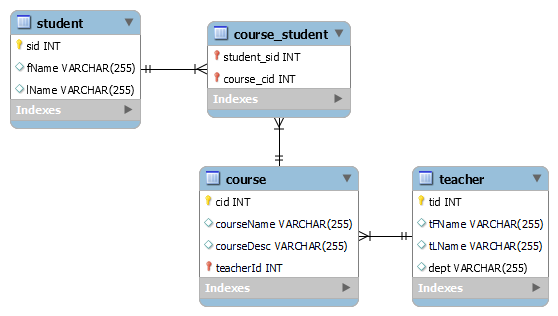 student
sid INT
fName VARCHAR(255)
lName VARCHAR(255)
Indexes
course_student
student_sid INT
course_cid INT
Indexes
course
cid INT
courseName VARCHAR(255)
courseDesc VARCHAR(255)
teacherId INT
Indexes
teacher
tid INT
tFName VARCHAR(255)
tLName VARCHAR(255)
dept VARCHAR(255)
Indexes